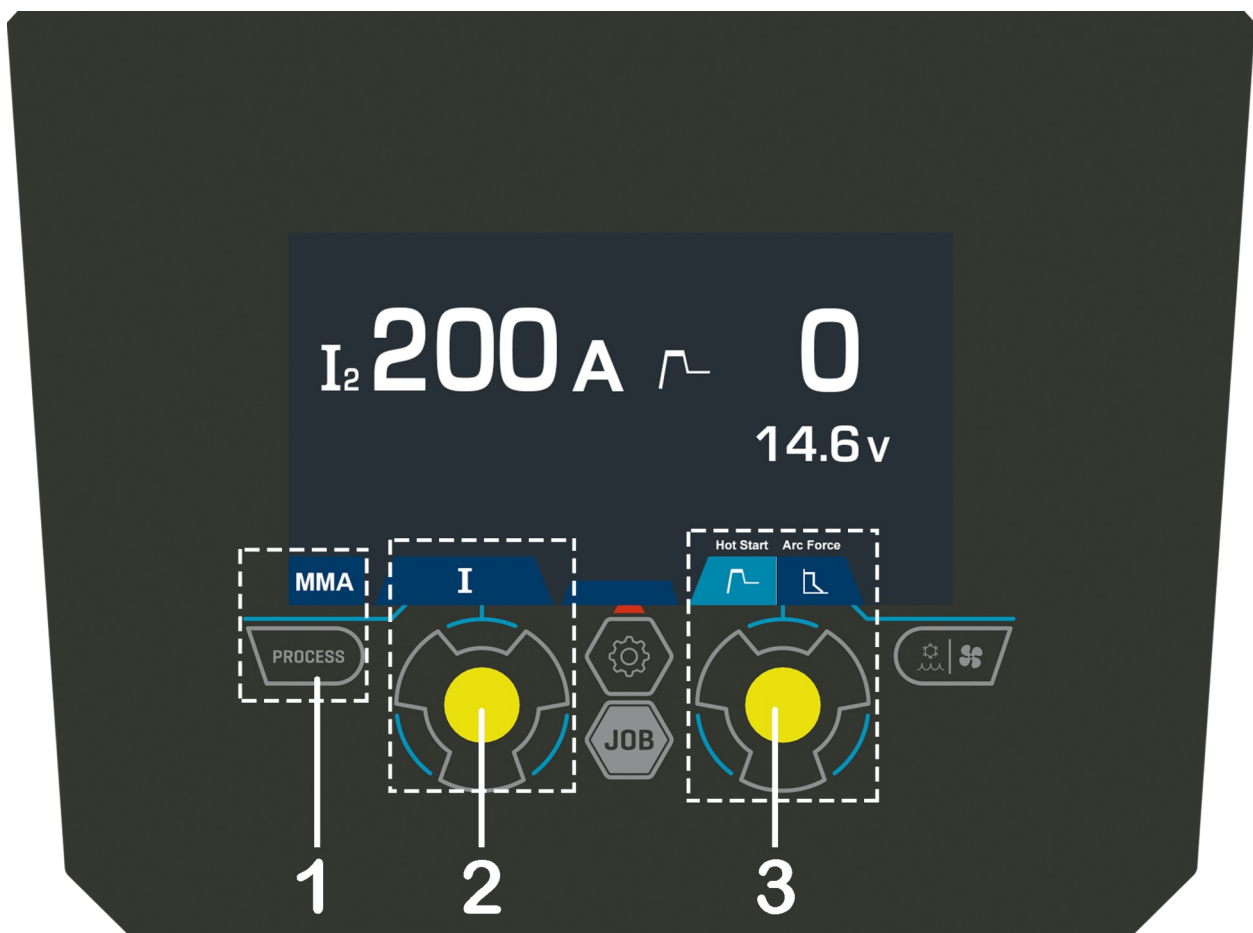 I₂ 200 A 0
14.6 v
Hot Start Arc Force
MMA I
PROCESS
JOB
1 2 3